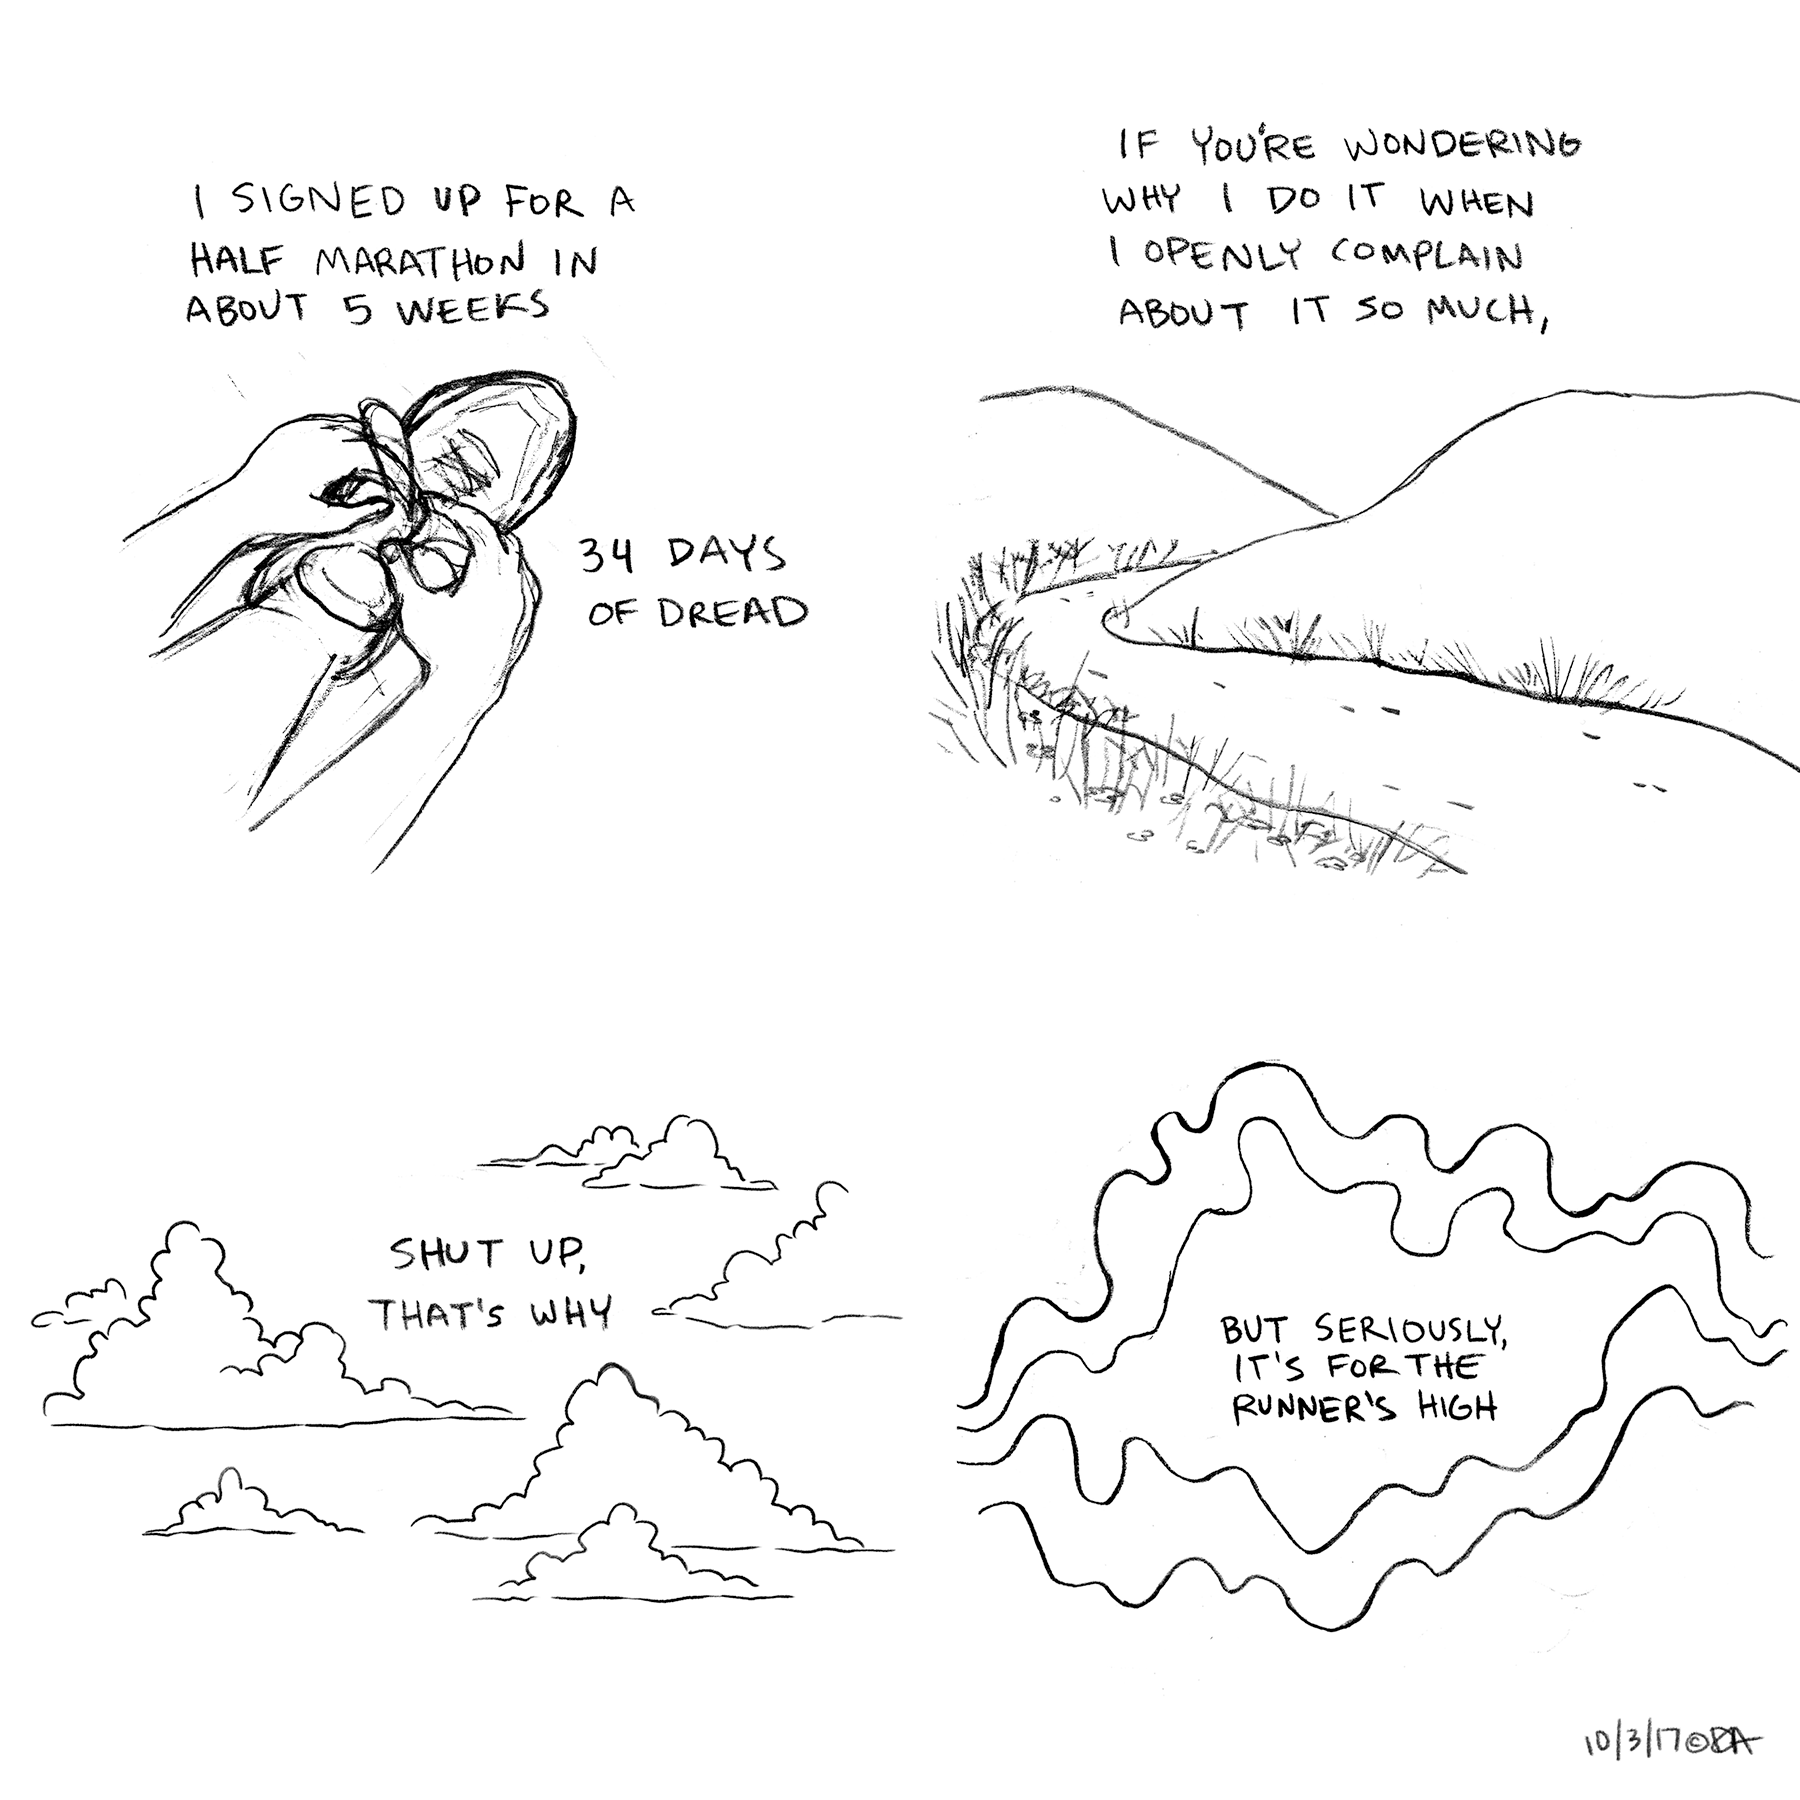 I SIGNED UP FOR A
HALF MARATHON IN
ABOUT 5 WEEKS
34 DAYS
OF DREAD
IF YOU'RE WONDERING
WHY I DO IT WHEN
I OPENLY COMPLAIN
ABOUT IT SO MUCH,
SHUT UP,
THAT'S WHY
BUT SERIOUSLY,
IT'S FOR THE
RUNNER'S HIGH
10/3/17©